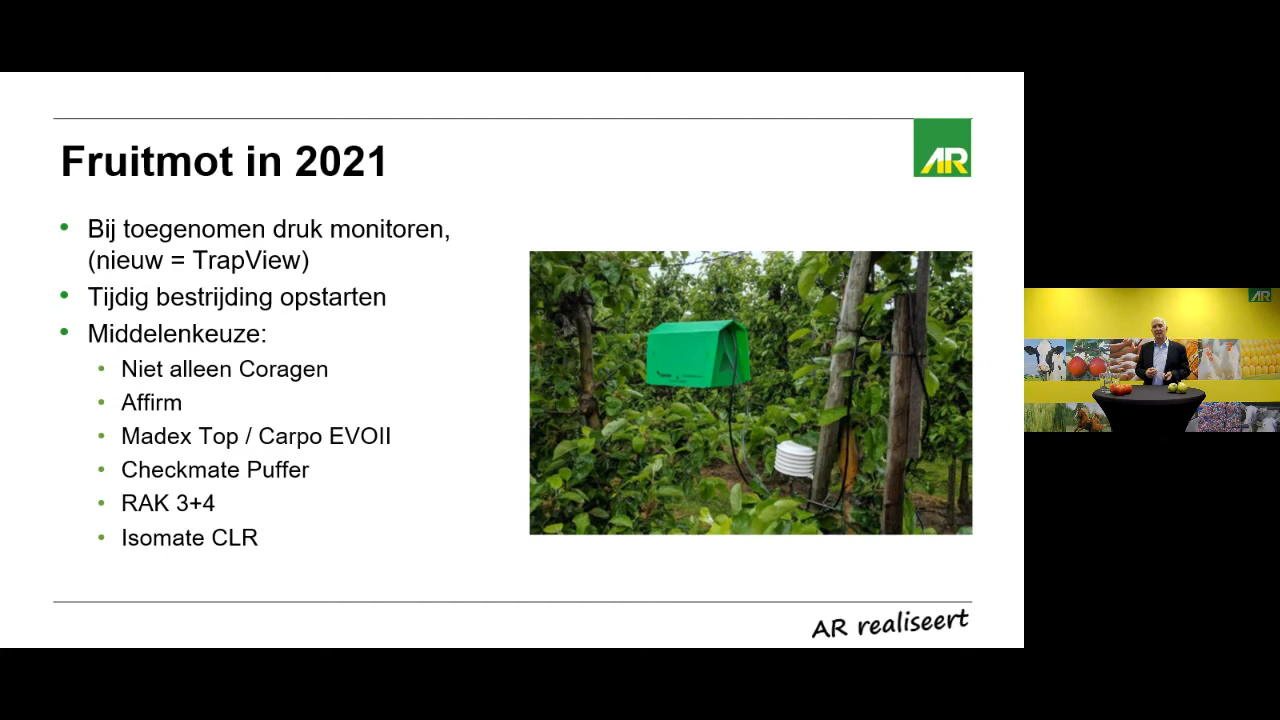 AR
Fruitmot in 2021
Bij toegenomen druk monitoren,
(nieuw = TrapView)
Tijdig bestrijding opstarten
Middelenkeuze:
Niet alleen Coragen
Affirm
Madex Top / Carpo EVOII
Checkmate Puffer
RAK 3+4
Isomate CLR
AR realiseert
AR